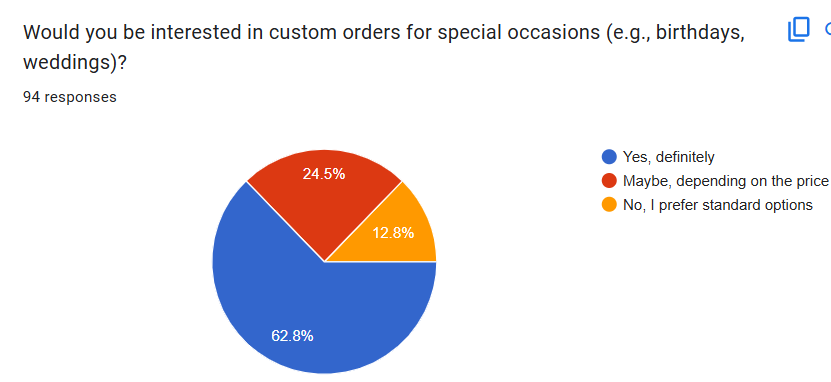 Would you be interested in custom orders for special occasions (e.g., birthdays,
weddings)?
94 responses
24.5%
12.8%
62.8%
Yes, definitely
Maybe, depending on the price
No, I prefer standard options